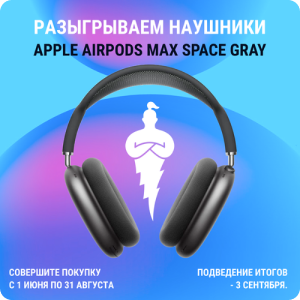 РАЗЫГРЫВАЕМ НАУШНИКИ
APPLE AIRPODS MAX SPACE GRAY
СОВЕРШИТЕ ПОКУПКУ
С 1 ИЮНЯ ПО 31 АВГУСТА
ПОДВЕДЕНИЕ ИТОГОВ
- 3 СЕНТЯБРЯ.